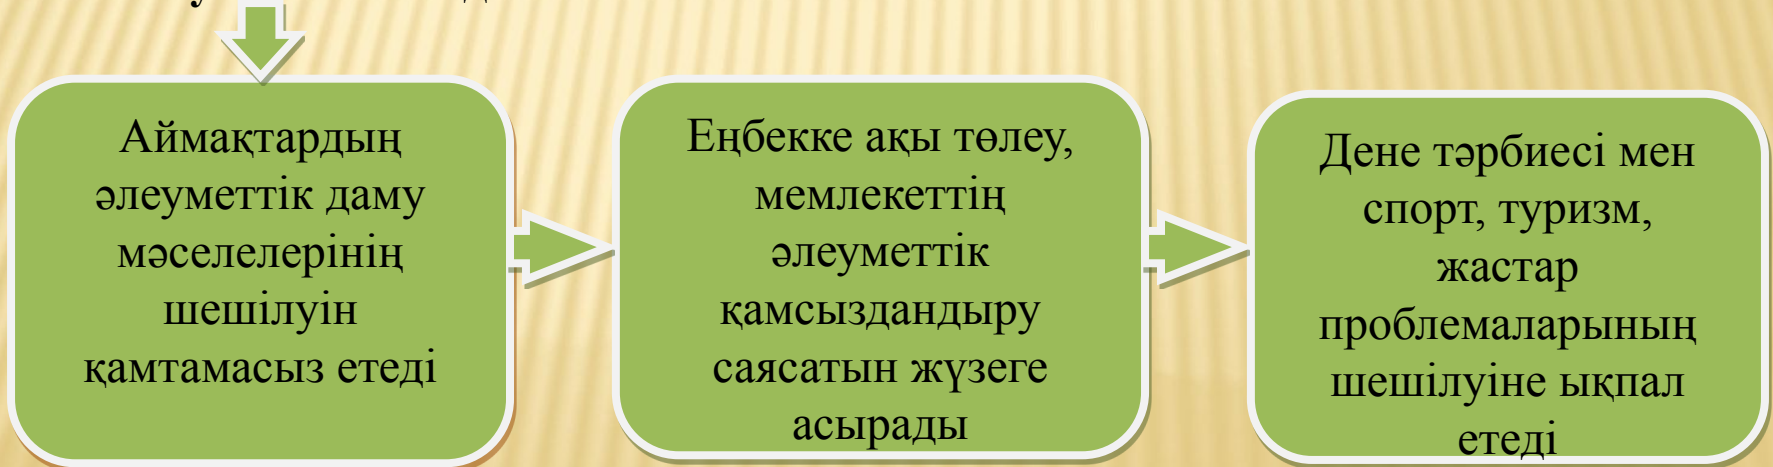 Аймақтардың
әлеуметтік даму
мәселелерінің
шешілуін
қамтамасыз етеді
Еңбекке ақы төлеу,
мемлекеттің
әлеуметтік
қамсыздандыру
саясатын жүзеге
асырады
Дене тәрбиесі мен
спорт, туризм,
жастар
проблемаларының
шешілуіне ықпал
етеді